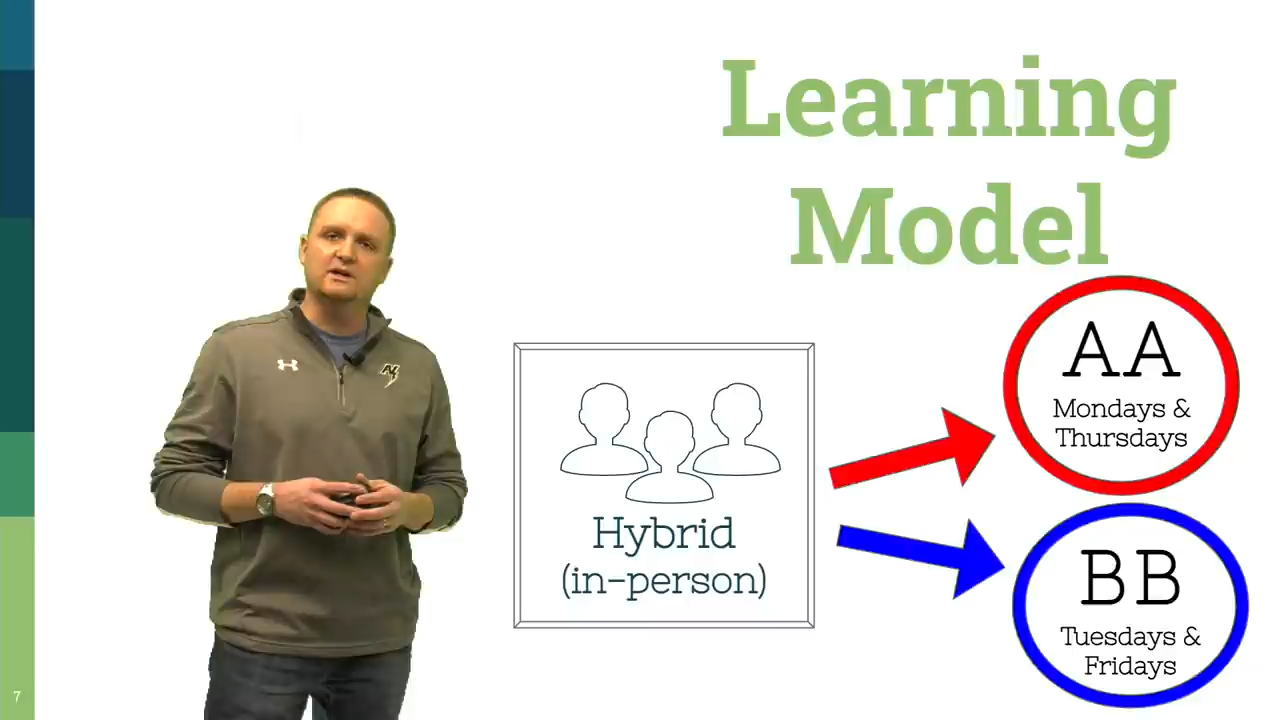 Learning
Model
Hybrid
(in-person)
AA
Mondays &
Thursdays
BB
Tuesdays &
Fridays
7